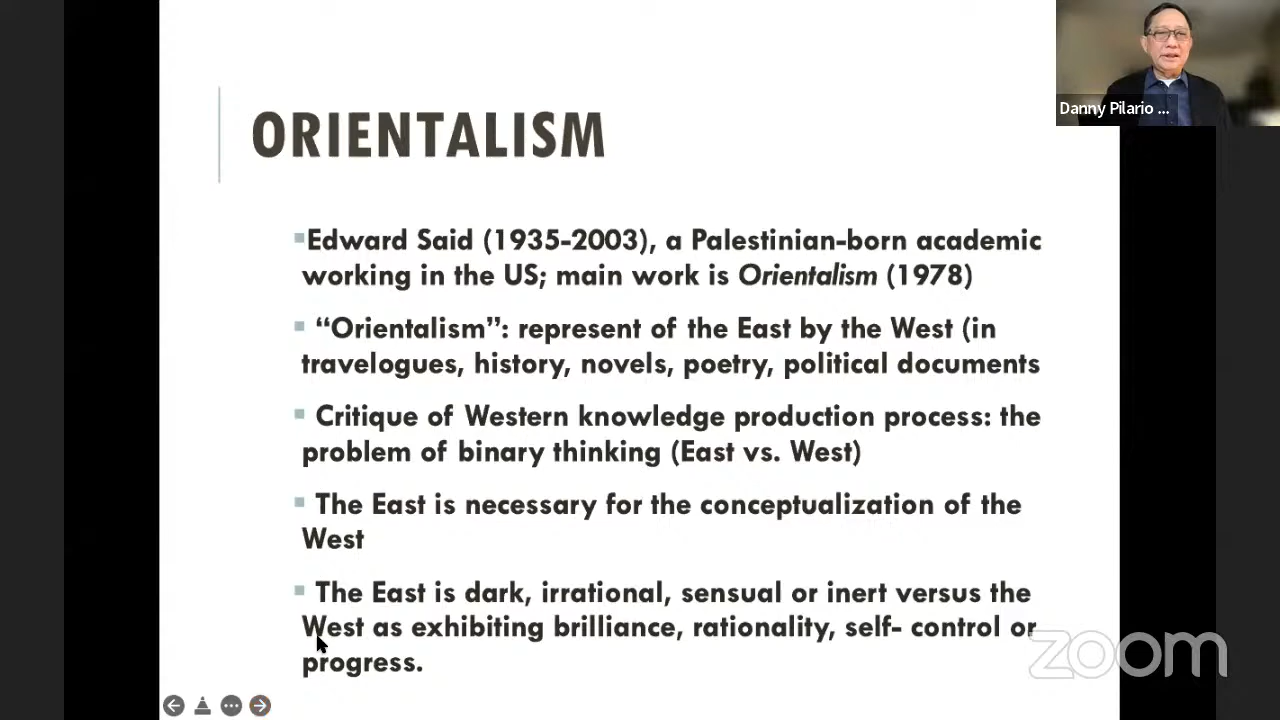 ORIENTALISM
Danny Pilario ...
Edward Said (1935-2003), a Palestinian-born academic
working in the US; main work is Orientalism (1978)
“Orientalism”: represent of the East by the West (in
travelogues, history, novels, poetry, political documents
Critique of Western knowledge production process: the
problem of binary thinking (East vs. West)
The East is necessary for the conceptualization of the
West
The East is dark, irrational, sensual or inert versus the
West as exhibiting brilliance, rationality, self- control or
progress.
zoom